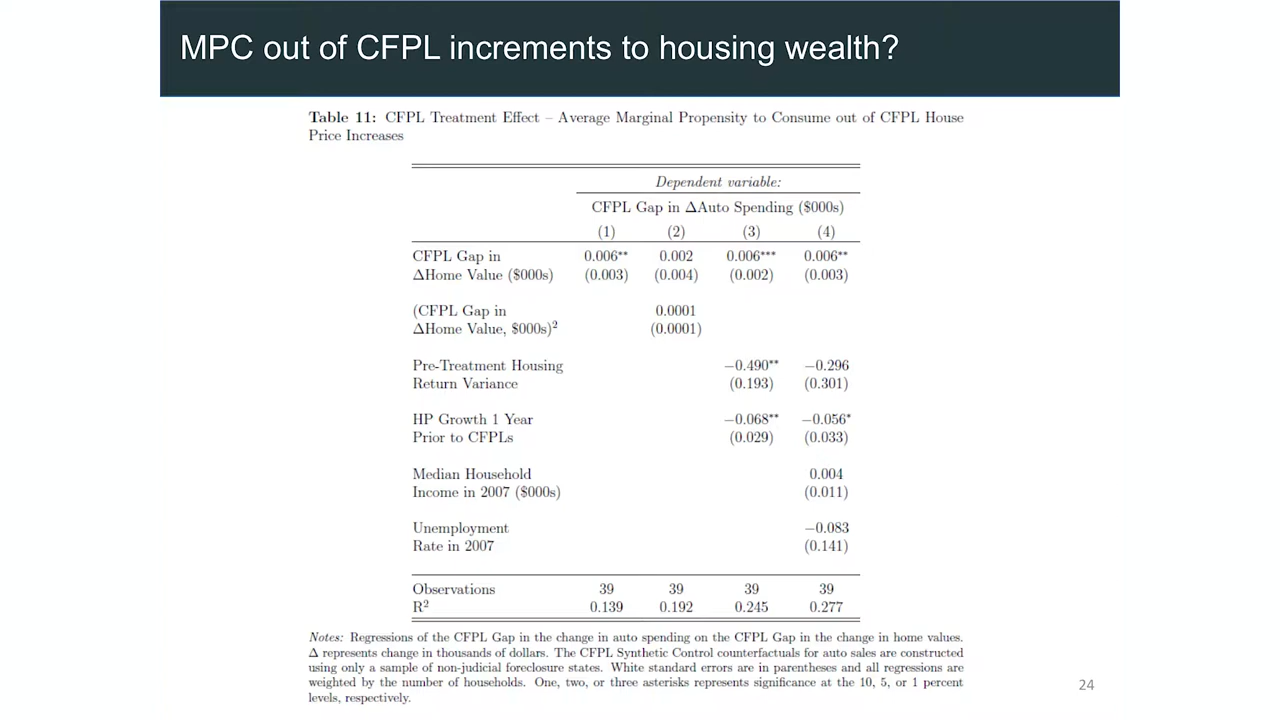 MPC out of CFPL increments to housing wealth?
Table 11: CFPL Treatment Effect – Average Marginal Propensity to Consume out of CFPL House
Price Increases
Dependent variable:
CFPL Gap in ΔAuto Spending ($000s)
(1) (2) (3) (4)
CFPL Gap in 0.006** 0.002 0.006*** 0.006**
ΔHome Value ($000s) (0.003) (0.004) (0.002) (0.003)
(CFPL Gap in 0.0001
ΔHome Value, $000s)² (0.0001)
Pre-Treatment Housing −0.490** −0.296
Return Variance (0.193) (0.301)
HP Growth 1 Year −0.068** −0.056*
Prior to CFPLs (0.029) (0.033)
Median Household 0.004
Income in 2007 ($000s) (0.011)
Unemployment −0.083
Rate in 2007 (0.141)
Observations 39 39 39 39
R² 0.139 0.192 0.245 0.277
Notes: Regressions of the CFPL Gap in the change in auto spending on the CFPL Gap in the change in home values.
Δ represents change in thousands of dollars. The CFPL Synthetic Control counterfactuals for auto sales are constructed
using only a sample of non-judicial foreclosure states. White standard errors are in parentheses and all regressions are
weighted by the number of households. One, two, or three asterisks represents significance at the 10, 5, or 1 percent
levels, respectively.
24